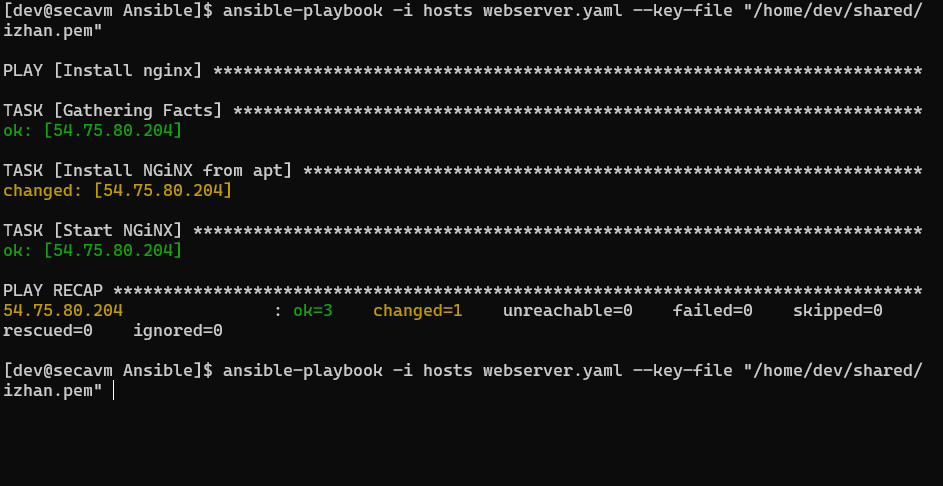 [dev@secavm Ansible]$ ansible-playbook -i hosts webserver.yaml --key-file "/home/dev/shared/
izhan.pem"
PLAY [Install nginx] ***********************************************************************
TASK [Gathering Facts] *********************************************************************
ok: [54.75.80.204]
TASK [Install NGiNX from apt] **************************************************************
changed: [54.75.80.204]
TASK [Start NGiNX] *************************************************************************
ok: [54.75.80.204]
PLAY RECAP *********************************************************************************
54.75.80.204               : ok=3    changed=1    unreachable=0    failed=0    skipped=0
rescued=0    ignored=0
[dev@secavm Ansible]$ ansible-playbook -i hosts webserver.yaml --key-file "/home/dev/shared/
izhan.pem"